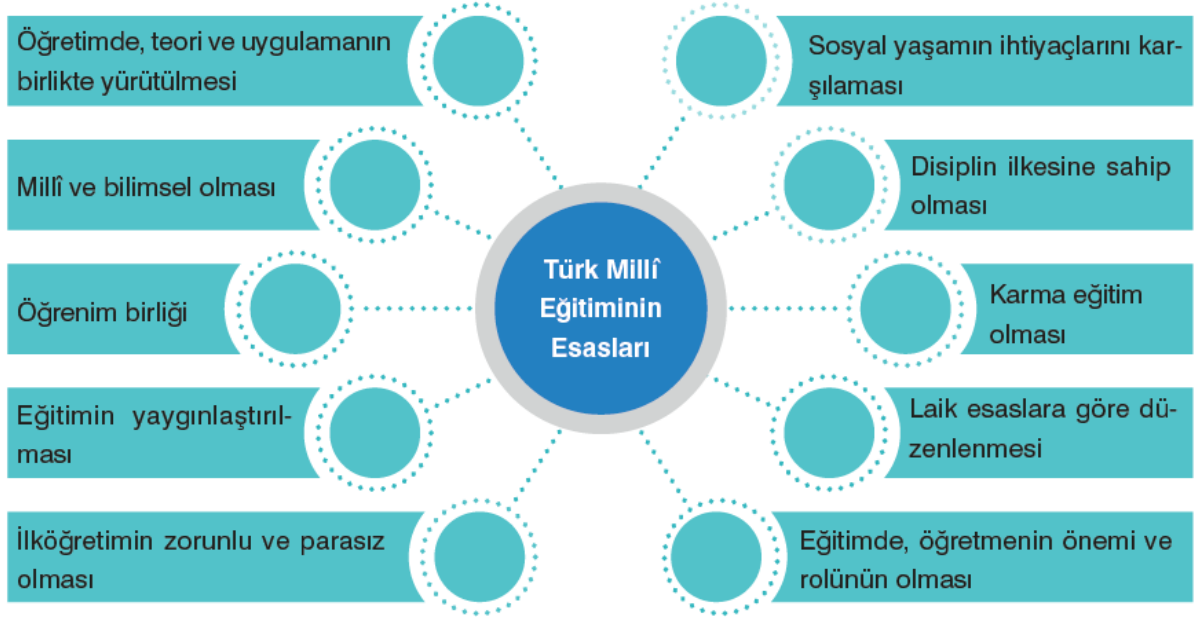 Öğretimde, teori ve uygulamanın
birlikte yürütülmesi
Millî ve bilimsel olması
Öğrenim birliği
Eğitimin yaygınlaştırıl-
ması
İlköğretimin zorunlu ve parasız
olması
Türk Millî
Eğitiminin
Esasları
Sosyal yaşamın ihtiyaçlarını kar-
şılaması
Disiplin ilkesine sahip
olması
Karma eğitim
olması
Laik esaslara göre dü-
zenlenmesi
Eğitimde, öğretmenin önemi ve
rolünün olması